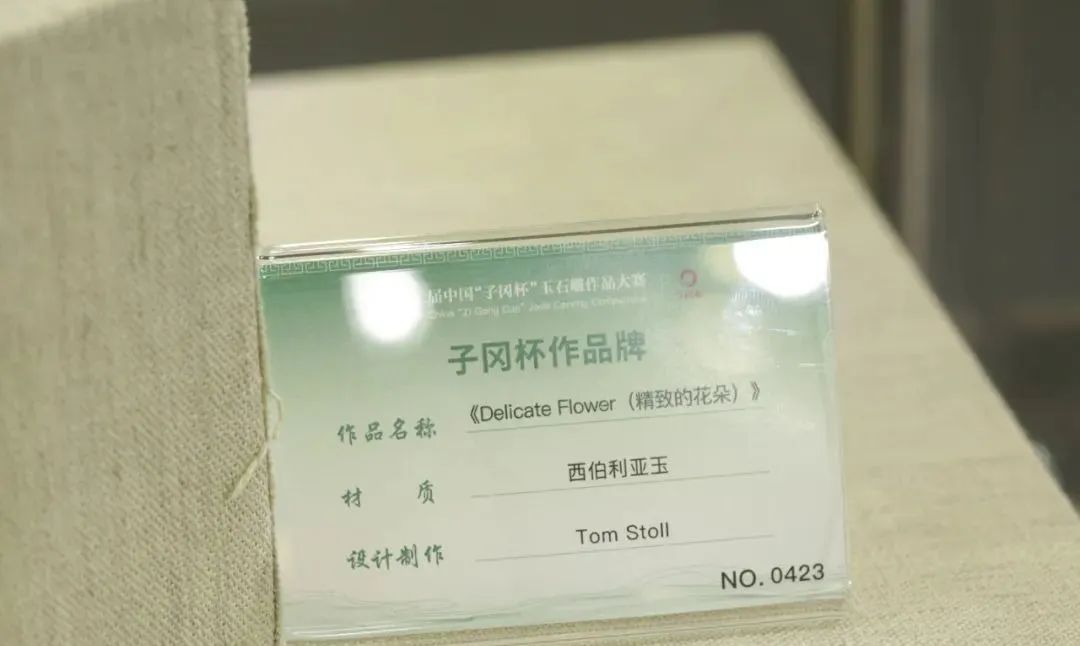 届中国“子冈杯”玉石雕作品大赛
China "Zi Gang Cup" Jade Carving Competition
子冈杯作品牌
作品名称 《Delicate Flower（精致的花朵）》
材 质 西伯利亚玉
设计制作 Tom Stoll
NO. 0423